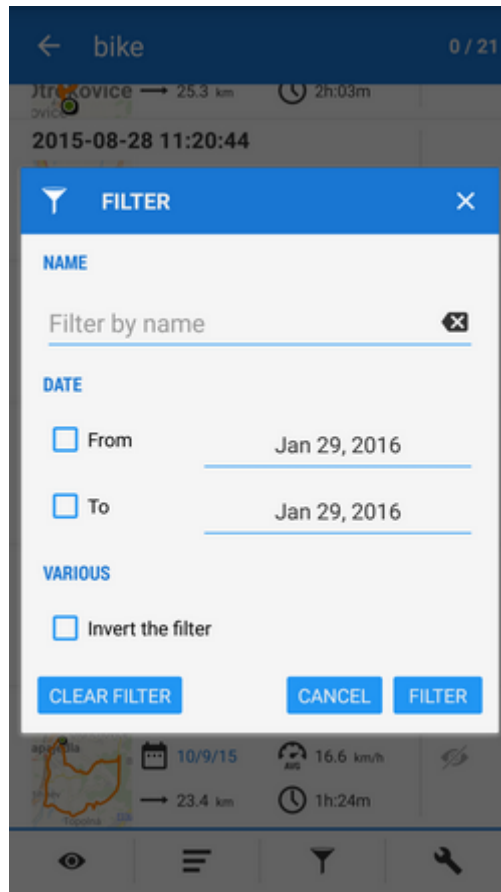 bike 0 / 21
25.3 km 2h:03m
2015-08-28 11:20:44
FILTER
NAME
Filter by name
DATE
From Jan 29, 2016
To Jan 29, 2016
VARIOUS
Invert the filter
CLEAR FILTER CANCEL FILTER
10/9/15 AVG 16.6 km/h
23.4 km 1h:24m
Topolná